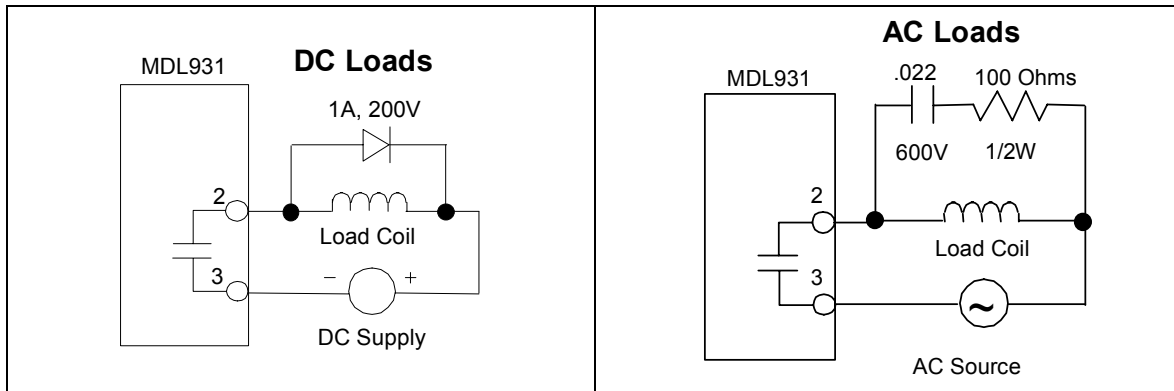 DC Loads
MDL931
1A, 200V
2
Load Coil
3
– +
DC Supply
AC Loads
MDL931
.022 100 Ohms
600V 1/2W
2
Load Coil
3
~
AC Source